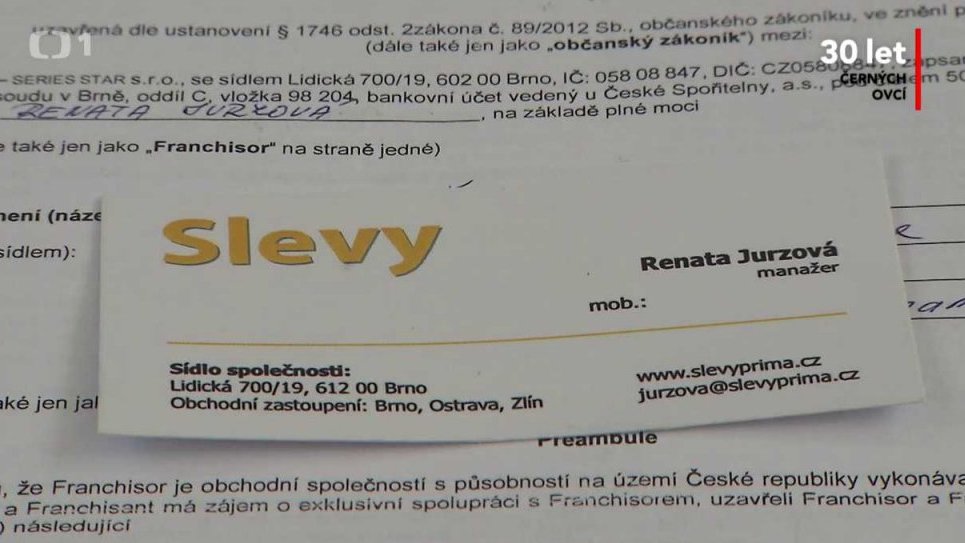 1
30 let
ČERNÝCH
OVCÍ
uzavřená dle ustanovení § 1746 odst. 2zákona č. 89/2012 Sb., občanského zákoníku, ve znění
(dále také jen jako „občanský zákoník") mezi:
– SERIES STAR s.r.o., se sídlem Lidická 700/19, 602 00 Brno, IČ: 058 08 847, DIČ:
soudu v Brně, oddíl C, vložka 98 204, bankovní účet vedený u České Spořitelny, a.s.,
RENATA JURZOVÁ, na základě plné moci
také jen jako „Franchisor" na straně jedné)
Slevy
Renata Jurzová
manažer
mob.:
Sídlo společnosti:
Lidická 700/19, 612 00 Brno
Obchodní zastoupení: Brno, Ostrava, Zlín
www.slevyprima.cz
jurzova@slevyprima.cz
také jen
Preambule
, že Franchisor je obchodní společností s působností na území České republiky
a Franchisant má zájem o exklusivní spolupráci s Franchisorem, uzavřeli Franchisor a
následující